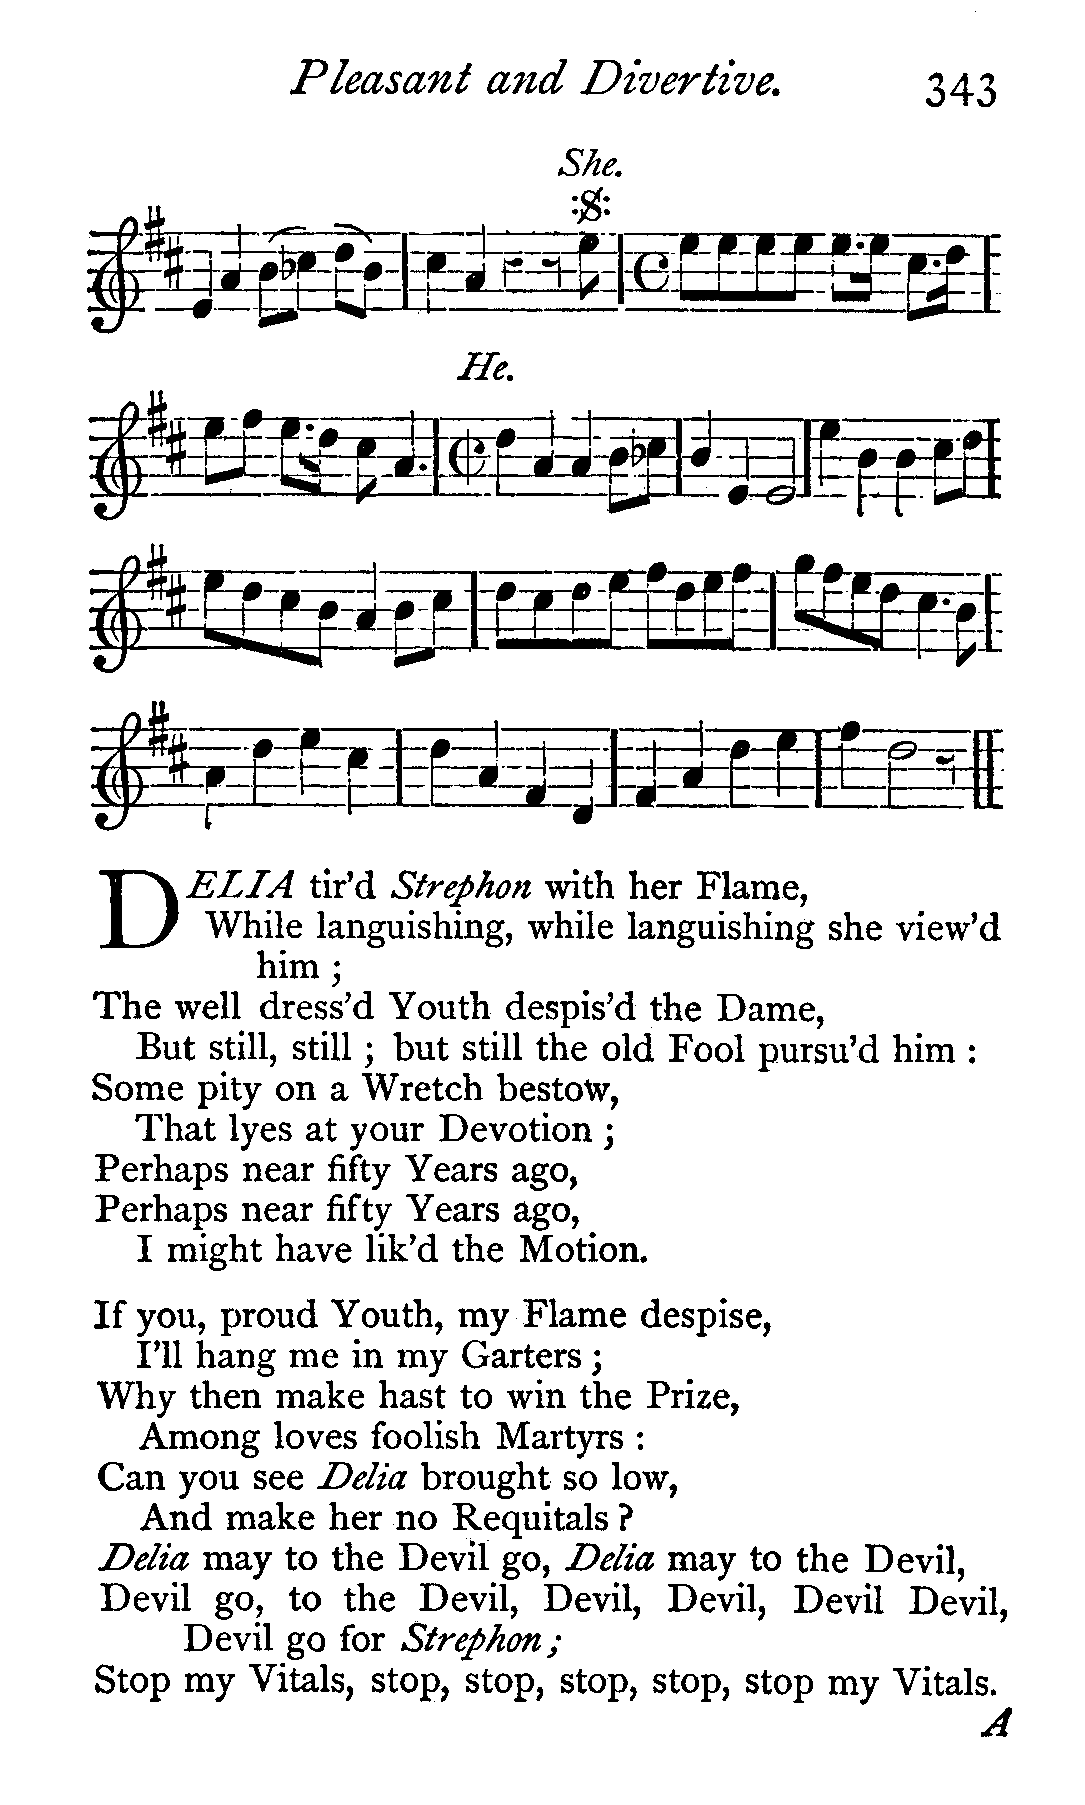 Pleasant and Divertive. 343
She.
He.
DELIA tir'd Strephon with her Flame,
While languishing, while languishing she view'd
him ;
The well dress'd Youth despis'd the Dame,
But still, still ; but still the old Fool pursu'd him :
Some pity on a Wretch bestow,
That lyes at your Devotion ;
Perhaps near fifty Years ago,
Perhaps near fifty Years ago,
I might have lik'd the Motion.
If you, proud Youth, my Flame despise,
I'll hang me in my Garters ;
Why then make hast to win the Prize,
Among loves foolish Martyrs :
Can you see Delia brought so low,
And make her no Requitals ?
Delia may to the Devil go, Delia may to the Devil,
Devil go, to the Devil, Devil, Devil, Devil Devil,
Devil go for Strephon ;
Stop my Vitals, stop, stop, stop, stop, stop my Vitals.
A